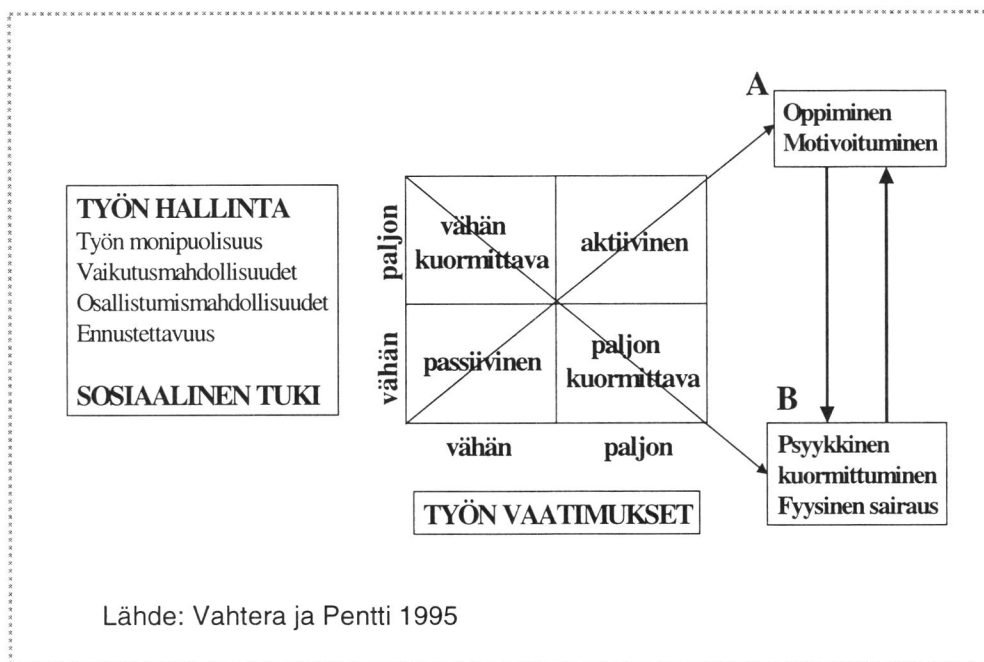 A
Oppiminen
Motivoituminen
TYÖN HALLINTA
Työn monipuolisuus
Vaikutusmahdollisuudet
Osallistumismahdollisuudet
Ennustettavuus
SOSIAALINEN TUKI
paljon
vähän
vähän
kuormittava
aktiivinen
passiivinen
paljon
kuormittava
vähän
paljon
TYÖN VAATIMUKSET
B
Psyykkinen
kuormittuminen
Fyysinen sairaus
Lähde: Vahtera ja Pentti 1995